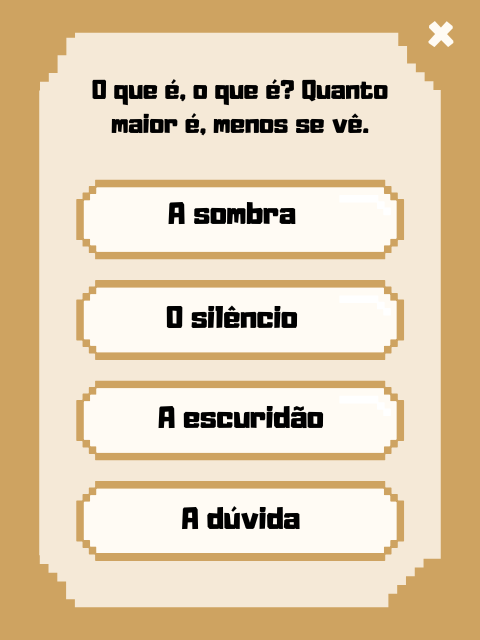 O que é, o que é? Quanto
maior é, menos se vê.
A sombra
O silêncio
A escuridão
A dúvida